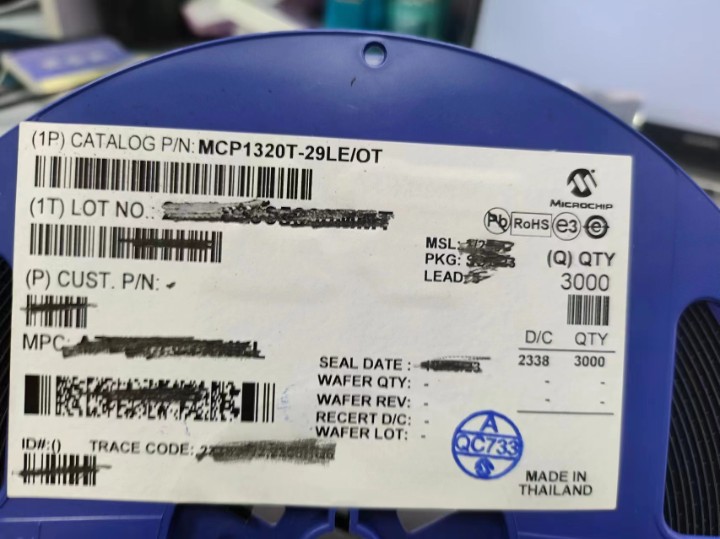 (1P) CATALOG P/N: MCP1320T-29LE/OT
MICROCHIP
(1T) LOT NO.:
Pb RoHS e3 e
MSL:
PKG:
LEAD:
(Q) QTY
3000
(P) CUST. P/N: -
MPC:
D/C QTY
2338 3000
- -
- -
SEAL DATE :
WAFER QTY: -
WAFER REV: -
RECERT D/C: -
WAFER LOT: -
A
QC733
ID#:()
TRACE CODE:
MADE IN
THAILAND